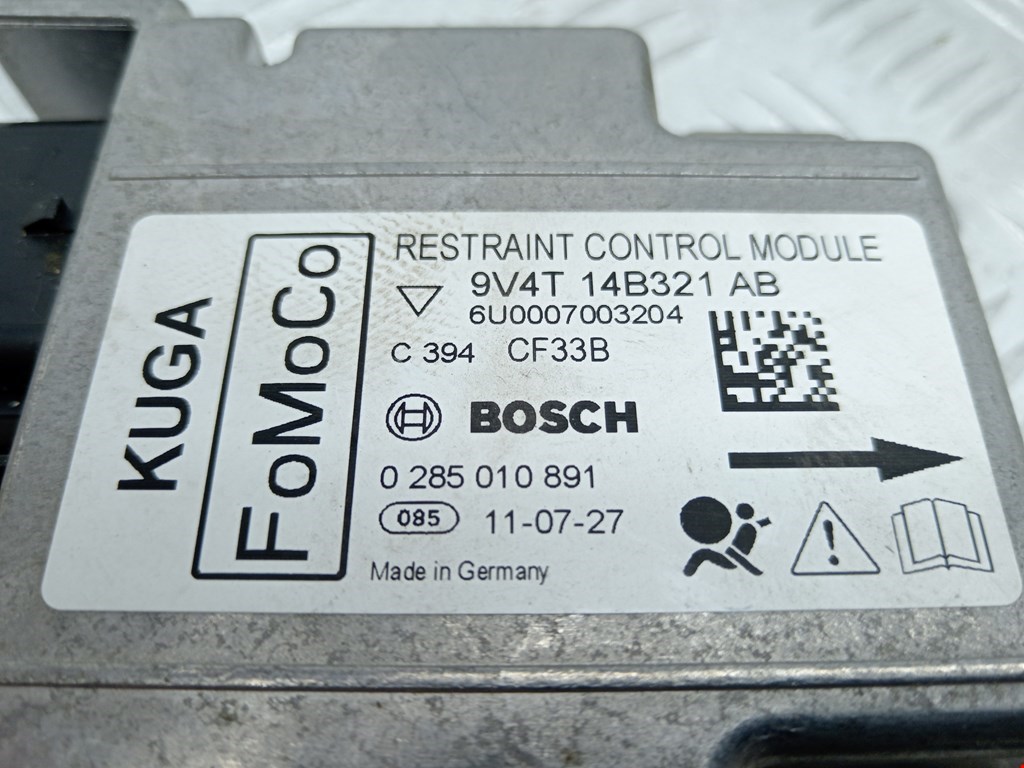 KUGA
FoMoCo
RESTRAINT CONTROL MODULE
9V4T 14B321 AB
6U0007003204
C 394 CF33B
BOSCH
0 285 010 891
085 11-07-27
Made in Germany